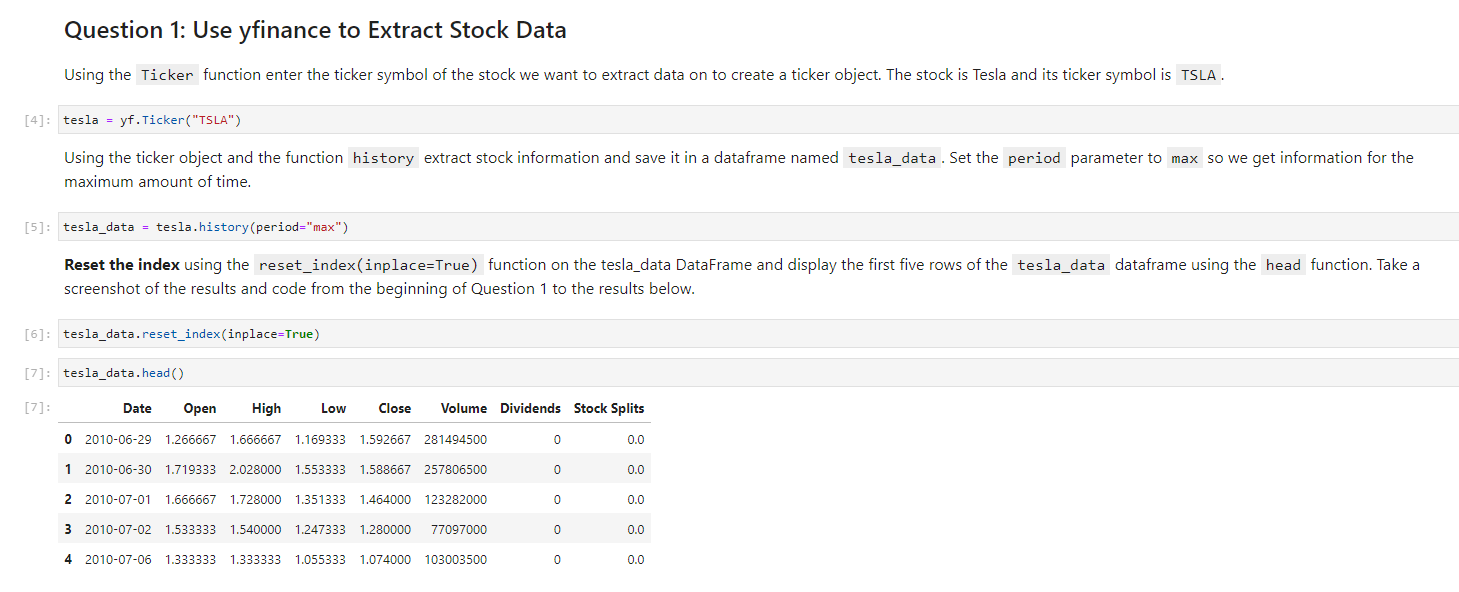 Question 1: Use yfinance to Extract Stock Data
Using the Ticker function enter the ticker symbol of the stock we want to extract data on to create a ticker object. The stock is Tesla and its ticker symbol is TSLA.
[4]: tesla = yf.Ticker("TSLA")
Using the ticker object and the function history extract stock information and save it in a dataframe named tesla_data. Set the period parameter to max so we get information for the
maximum amount of time.
[5]: tesla_data = tesla.history(period="max")
Reset the index using the reset_index(inplace=True) function on the tesla_data DataFrame and display the first five rows of the tesla_data dataframe using the head function. Take a
screenshot of the results and code from the beginning of Question 1 to the results below.
[6]: tesla_data.reset_index(inplace=True)
[7]: tesla_data.head()
[7]: Date Open High Low Close Volume Dividends Stock Splits
0 2010-06-29 1.266667 1.666667 1.169333 1.592667 281494500 0 0.0
1 2010-06-30 1.719333 2.028000 1.553333 1.588667 257806500 0 0.0
2 2010-07-01 1.666667 1.728000 1.351333 1.464000 123282000 0 0.0
3 2010-07-02 1.533333 1.540000 1.247333 1.280000 77097000 0 0.0
4 2010-07-06 1.333333 1.333333 1.055333 1.074000 103003500 0 0.0